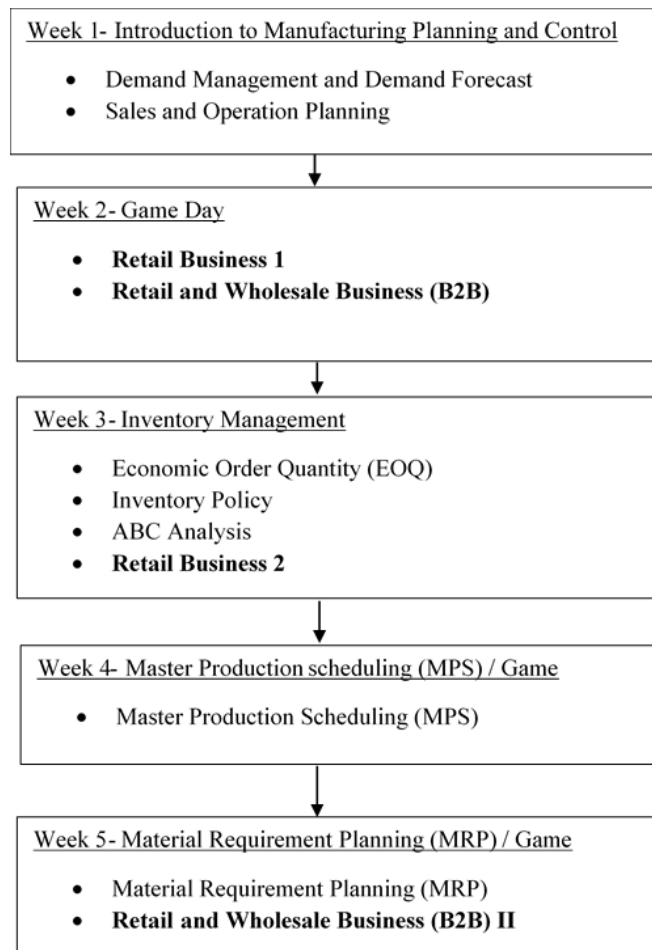 Week 1- Introduction to Manufacturing Planning and Control
• Demand Management and Demand Forecast
• Sales and Operation Planning
Week 2- Game Day
• Retail Business 1
• Retail and Wholesale Business (B2B)
Week 3- Inventory Management
• Economic Order Quantity (EOQ)
• Inventory Policy
• ABC Analysis
• Retail Business 2
Week 4- Master Production scheduling (MPS) / Game
• Master Production Scheduling (MPS)
Week 5- Material Requirement Planning (MRP) / Game
• Material Requirement Planning (MRP)
• Retail and Wholesale Business (B2B) II